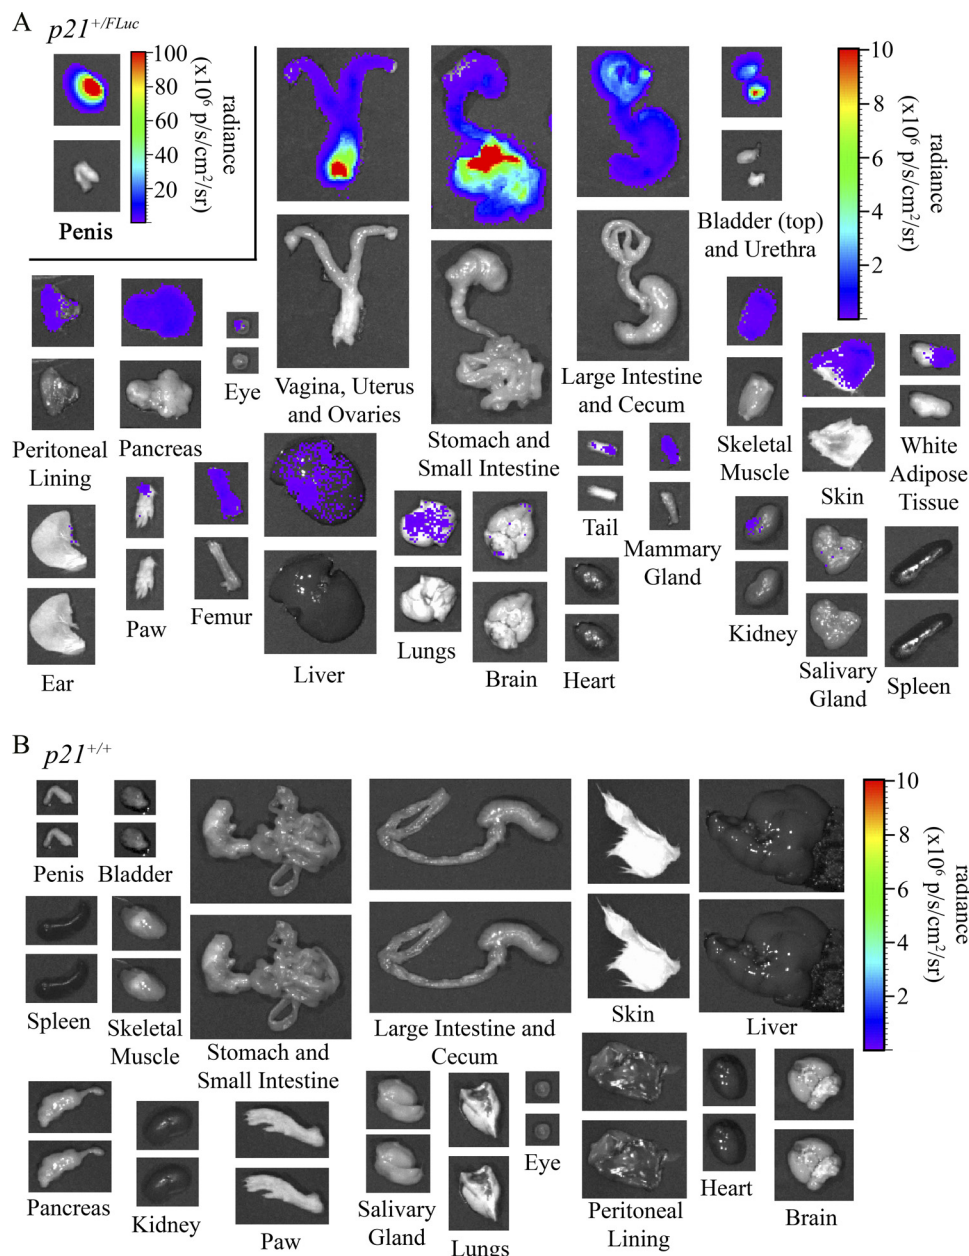 A p21+/FLuc
100
80
60
40
20
radiance
(x10⁶ p/s/cm²/sr)
Penis
10
8
6
4
2
radiance
(x10⁶ p/s/cm²/sr)
Bladder (top)
and Urethra
Vagina, Uterus
and Ovaries
Stomach and
Small Intestine
Large Intestine
and Cecum
Peritoneal
Lining
Pancreas
Eye
Skeletal
Muscle
Skin
White
Adipose
Tissue
Ear
Paw
Femur
Liver
Lungs
Brain
Tail
Heart
Mammary
Gland
Kidney
Salivary
Gland
Spleen
B p21+/+
Penis
Bladder
Spleen
Skeletal
Muscle
Stomach and
Small Intestine
Large Intestine and
Cecum
Skin
Liver
10
8
6
4
2
radiance
(x10⁶ p/s/cm²/sr)
Pancreas
Kidney
Paw
Salivary
Gland
Lungs
Eye
Peritoneal
Lining
Heart
Brain